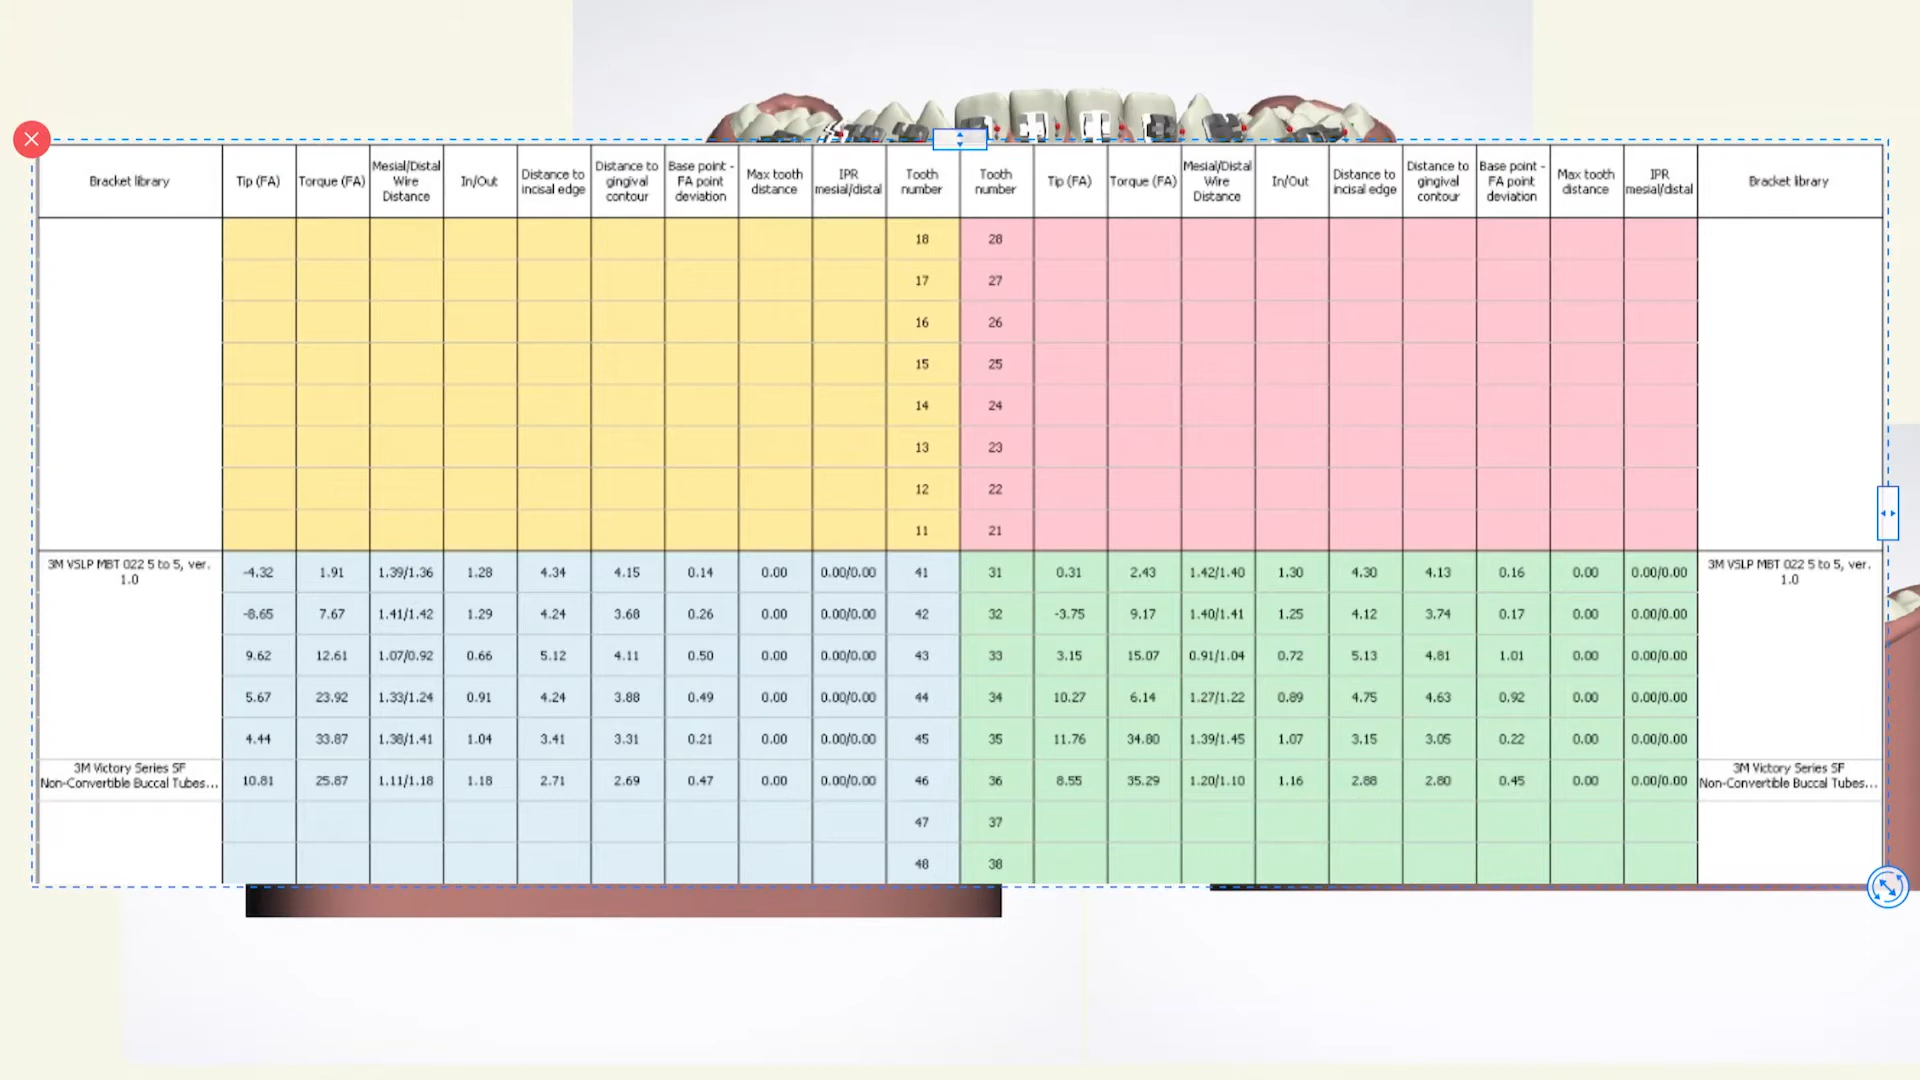 Bracket library Tip (FA) Torque (FA) Mesial/Distal Wire Distance In/Out Distance to incisal edge Distance to gingival contour Base point - FA point deviation Max tooth distance IPR mesial/distal Tooth number Tooth number Tip (FA) Torque (FA) Mesial/Distal Wire Distance In/Out Distance to incisal edge Distance to gingival contour Base point - FA point deviation Max tooth distance IPR mesial/distal Bracket library
18 28
17 27
16 26
15 25
14 24
13 23
12 22
11 21
3M VSLP MBT 022 5 to 5, ver. 1.0 -4.32 1.91 1.39/1.36 1.28 4.34 4.15 0.14 0.00 0.00/0.00 41 31 0.31 2.43 1.42/1.40 1.30 4.30 4.13 0.16 0.00 0.00/0.00 3M VSLP MBT 022 5 to 5, ver. 1.0
-8.65 7.67 1.41/1.42 1.29 4.24 3.68 0.26 0.00 0.00/0.00 42 32 -3.75 9.17 1.40/1.41 1.25 4.12 3.74 0.17 0.00 0.00/0.00
9.62 12.61 1.07/0.92 0.66 5.12 4.11 0.50 0.00 0.00/0.00 43 33 3.15 15.07 0.91/1.04 0.72 5.13 4.81 1.01 0.00 0.00/0.00
5.67 23.92 1.33/1.24 0.91 4.24 3.88 0.49 0.00 0.00/0.00 44 34 10.27 6.14 1.27/1.22 0.89 4.75 4.63 0.92 0.00 0.00/0.00
4.44 33.87 1.38/1.41 1.04 3.41 3.31 0.21 0.00 0.00/0.00 45 35 11.76 34.80 1.39/1.45 1.07 3.15 3.05 0.22 0.00 0.00/0.00
3M Victory Series SF Non-Convertible Buccal Tubes... 10.81 25.87 1.11/1.18 1.18 2.71 2.69 0.47 0.00 0.00/0.00 46 36 8.55 35.29 1.20/1.10 1.16 2.88 2.80 0.45 0.00 0.00/0.00 3M Victory Series SF Non-Convertible Buccal Tubes...
47 37
48 38